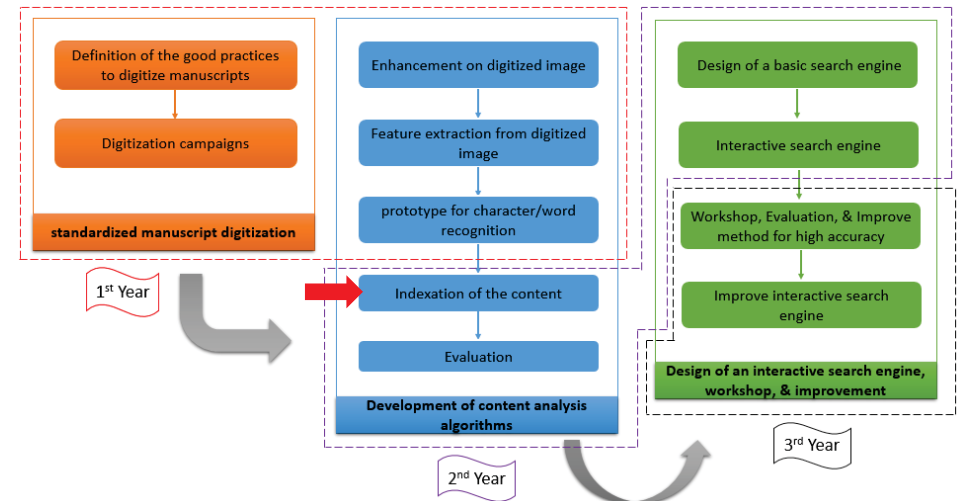 Definition of the good practices
to digitize manuscripts
Digitization campaigns
standardized manuscript digitization
1st Year
Enhancement on digitized image
Feature extraction from digitized
image
prototype for character/word
recognition
Indexation of the content
Evaluation
Development of content analysis
algorithms
2nd Year
Design of a basic search engine
Interactive search engine
Workshop, Evaluation, & Improve
method for high accuracy
Improve interactive search
engine
Design of an interactive search engine,
workshop, & improvement
3rd Year